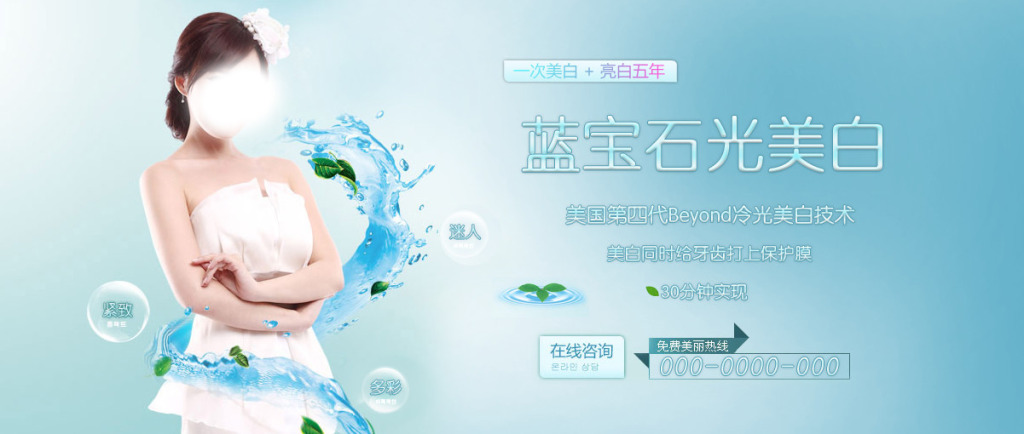 一次美白 + 亮白五年
蓝宝石光美白
美国第四代Beyond冷光美白技术
迷人
美白同时给牙齿打上保护膜
30分钟实现
紧致
在线咨询
온라인 상담
免费美丽热线
000-0000-000
多彩